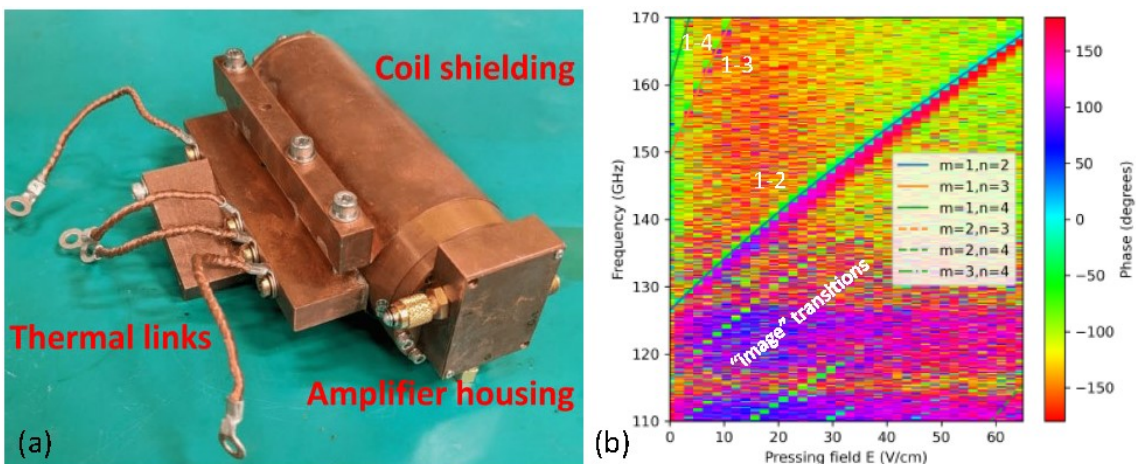 Coil shielding
Thermal links
Amplifier housing
(a)
170
160
150
140
130
120
110
Frequency (GHz)
0
10
20
30
40
50
60
Pressing field E (V/cm)
1-4
1-3
1-2
"image" transitions
m=1,n=2
m=1,n=3
m=1,n=4
m=2,n=3
m=2,n=4
m=3,n=4
150
100
50
0
−50
−100
−150
Phase (degrees)
(b)